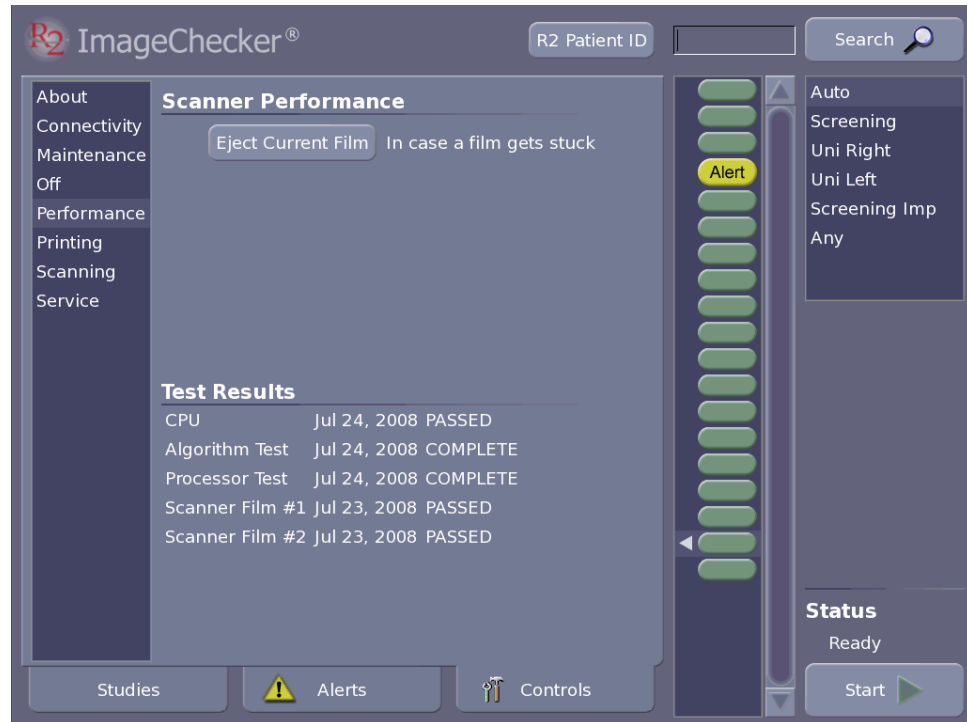 R2 ImageChecker®
R2 Patient ID
Search
About
Connectivity
Maintenance
Off
Performance
Printing
Scanning
Service
Scanner Performance
Eject Current Film In case a film gets stuck
Test Results
CPU Jul 24, 2008 PASSED
Algorithm Test Jul 24, 2008 COMPLETE
Processor Test Jul 24, 2008 COMPLETE
Scanner Film #1 Jul 23, 2008 PASSED
Scanner Film #2 Jul 23, 2008 PASSED
Alert
Auto
Screening
Uni Right
Uni Left
Screening Imp
Any
Status
Ready
Start
Studies
Alerts
Controls